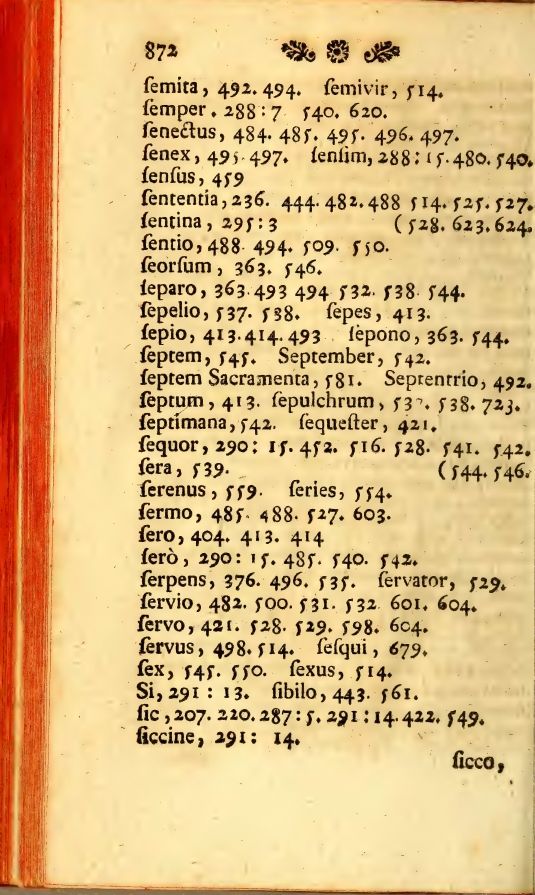 872
ſemita, 492. 494. ſemivir, 514.
ſemper. 288:7 540. 620.
ſenectus, 484. 485. 495. 496. 497.
ſenex, 495 497. ſenſim, 288: 15. 480. 540.
ſenſus, 459
ſententia, 236. 444. 482. 488 514. 525. 527.
ſentina, 295: 3 (528. 623. 624.
ſentio, 488 494. 509. 550.
ſeorſum, 363. 546.
ſeparo, 363. 493 494 532. 538 544.
ſepelio, 537. 538. ſepes, 413.
ſepio, 413. 414. 493 ſepono, 363. 544.
ſeptem, 545. September, 542.
ſeptem Sacramenta, 581. Septentrio, 492.
ſeptum, 413. ſepulchrum, 537. 538. 723.
ſeptimana, 542. ſequeſter, 421.
ſequor, 290: 15. 452. 516. 528. 541. 542.
ſera, 539. (544. 546.
ſerenus, 559. ſeries, 554.
ſermo, 485. 488. 527. 603.
ſero, 404. 413. 414
ſerò, 290: 15. 485. 540. 542.
ſerpens, 376. 496. 535. ſervator, 529.
ſervio, 482. 500. 531. 532 601. 604.
ſervo, 421. 528. 529. 598. 604.
ſervus, 498. 514. ſeſqui, 679.
ſex, 545. 550. ſexus, 514.
Si, 291 : 13. ſibilo, 443. 561.
ſic, 207. 220. 287: 5. 291: 14. 422. 549.
ſiccine, 291: 14.
ſicco,